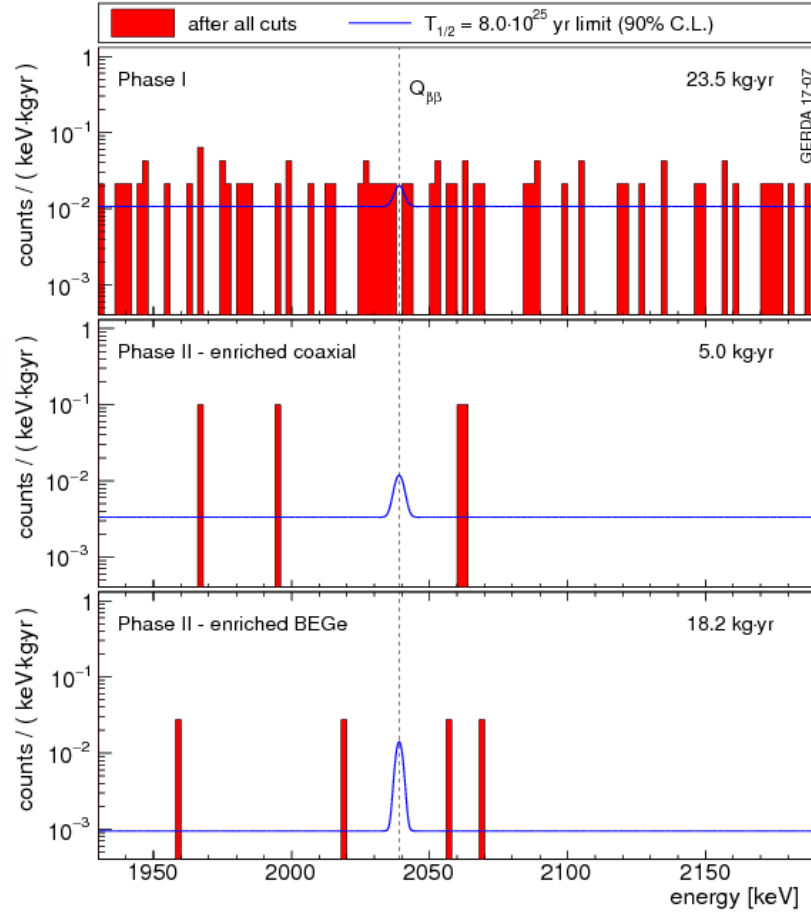 after all cuts
T1/2 = 8.0·10^25 yr limit (90% C.L.)
Phase I
23.5 kg·yr
Qββ
GERDA 17-07
counts / ( keV·kg·yr)
1
10^-1
10^-2
10^-3
Phase II - enriched coaxial
5.0 kg·yr
counts / ( keV·kg·yr)
1
10^-1
10^-2
10^-3
Phase II - enriched BEGe
18.2 kg·yr
counts / ( keV·kg·yr)
1
10^-1
10^-2
10^-3
1950 2000 2050 2100 2150
energy [keV]